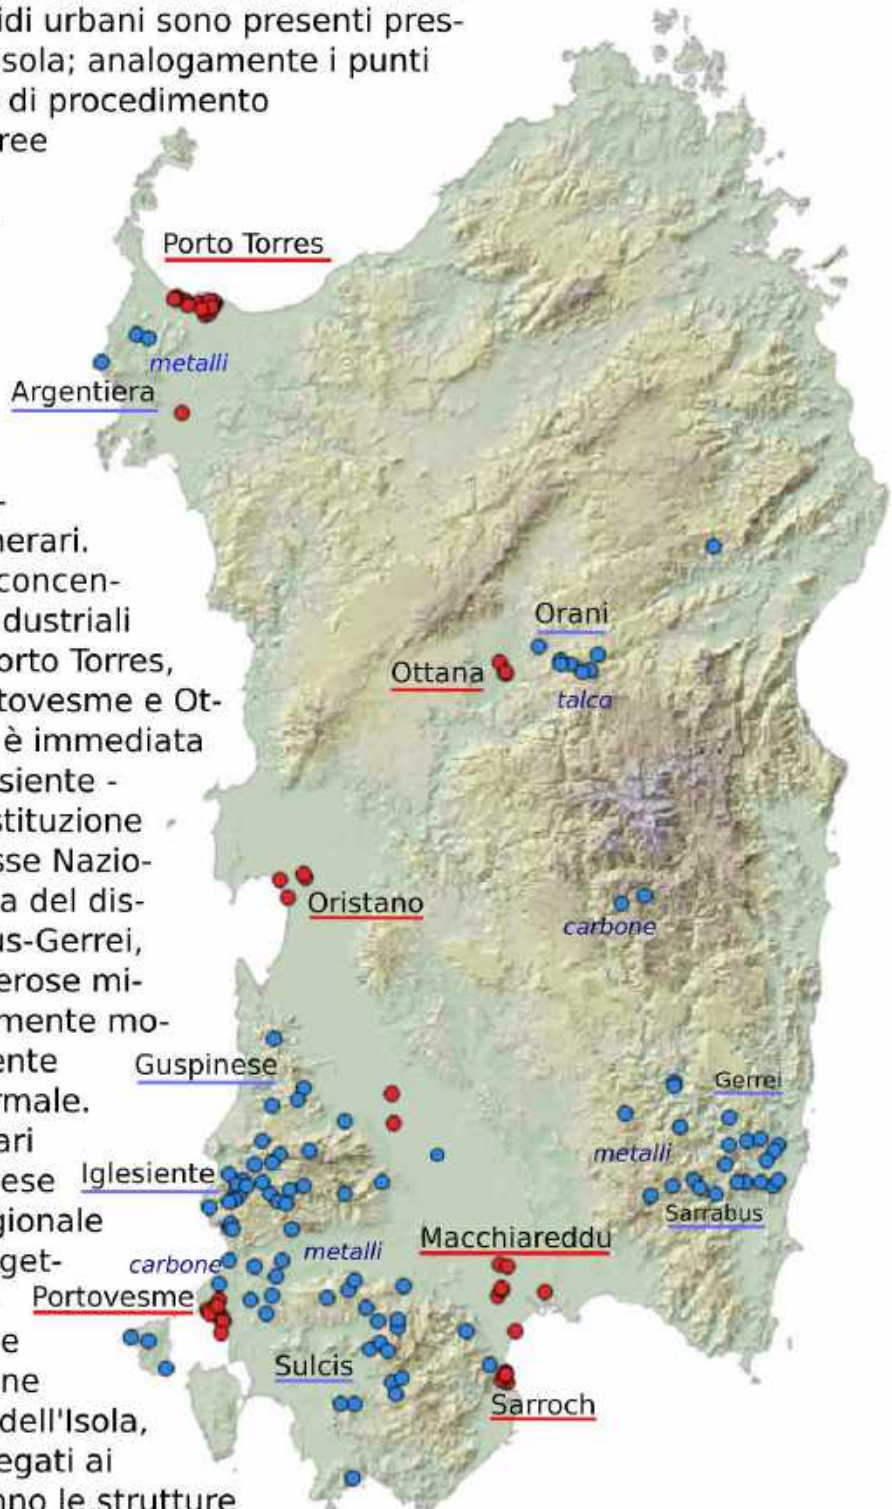 idi urbani sono presenti pres-
sola; analogamente i punti
di procedimento
ree
Porto Torres
metalli
Argentiera
-
nerari.
concen-
dustriali
orto Torres,
tovesme e Ot-
è immediata
siente -
stituzione
sse Nazio-
a del dis-
us-Gerrei,
erose mi-
mente mo-
ente
rmale.
ari
ese
gionale
get-
e
ne
dell'Isola,
egati ai
nno le strutture
Orani
Ottana
talco
Oristano
carbone
Guspinese
Gerrei
metalli
Iglesiente
Sarrabus
Macchiareddu
metalli
carbone
Portovesme
Sulcis
Sarroch